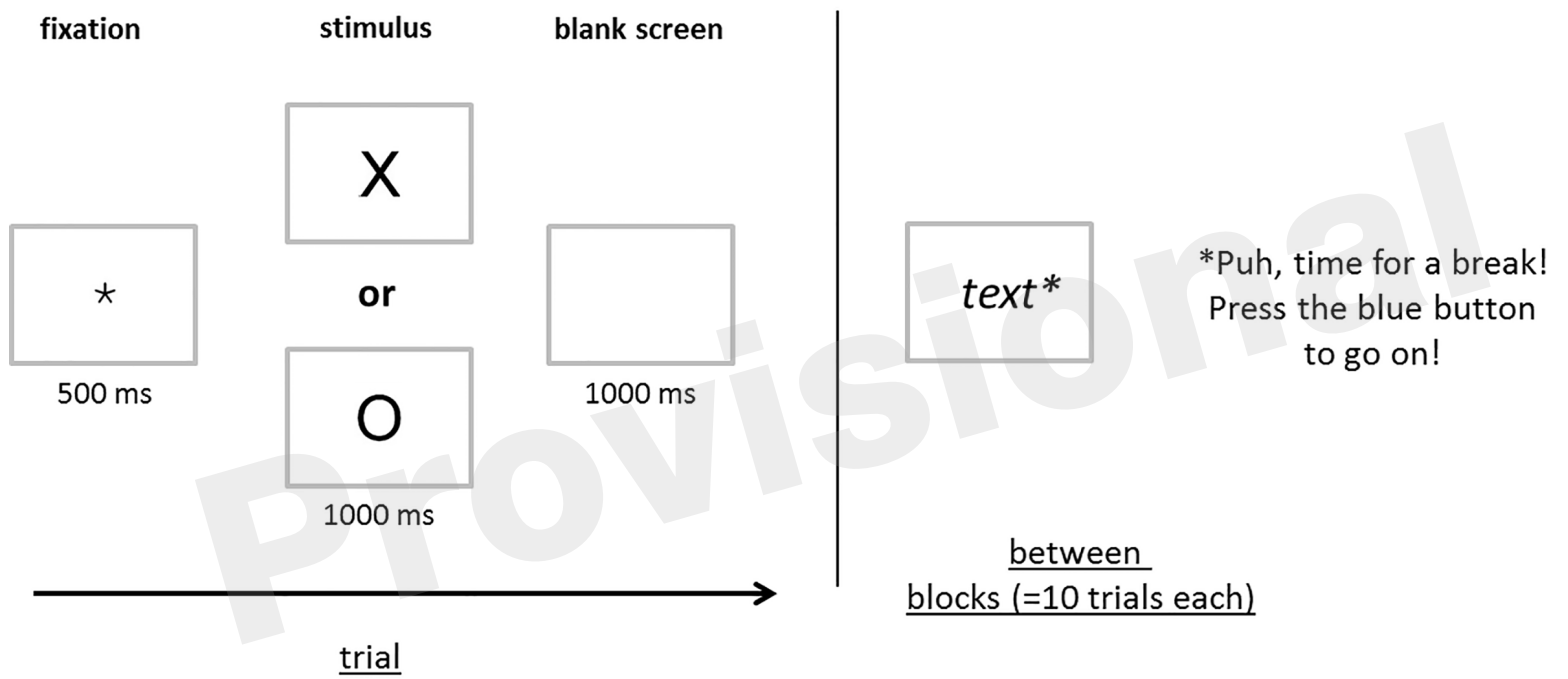 fixation
stimulus
blank screen
X
*
or
text*
*Puh, time for a break!
Press the blue button
to go on!
500 ms
O
1000 ms
1000 ms
between
blocks (=10 trials each)
trial
Provisional